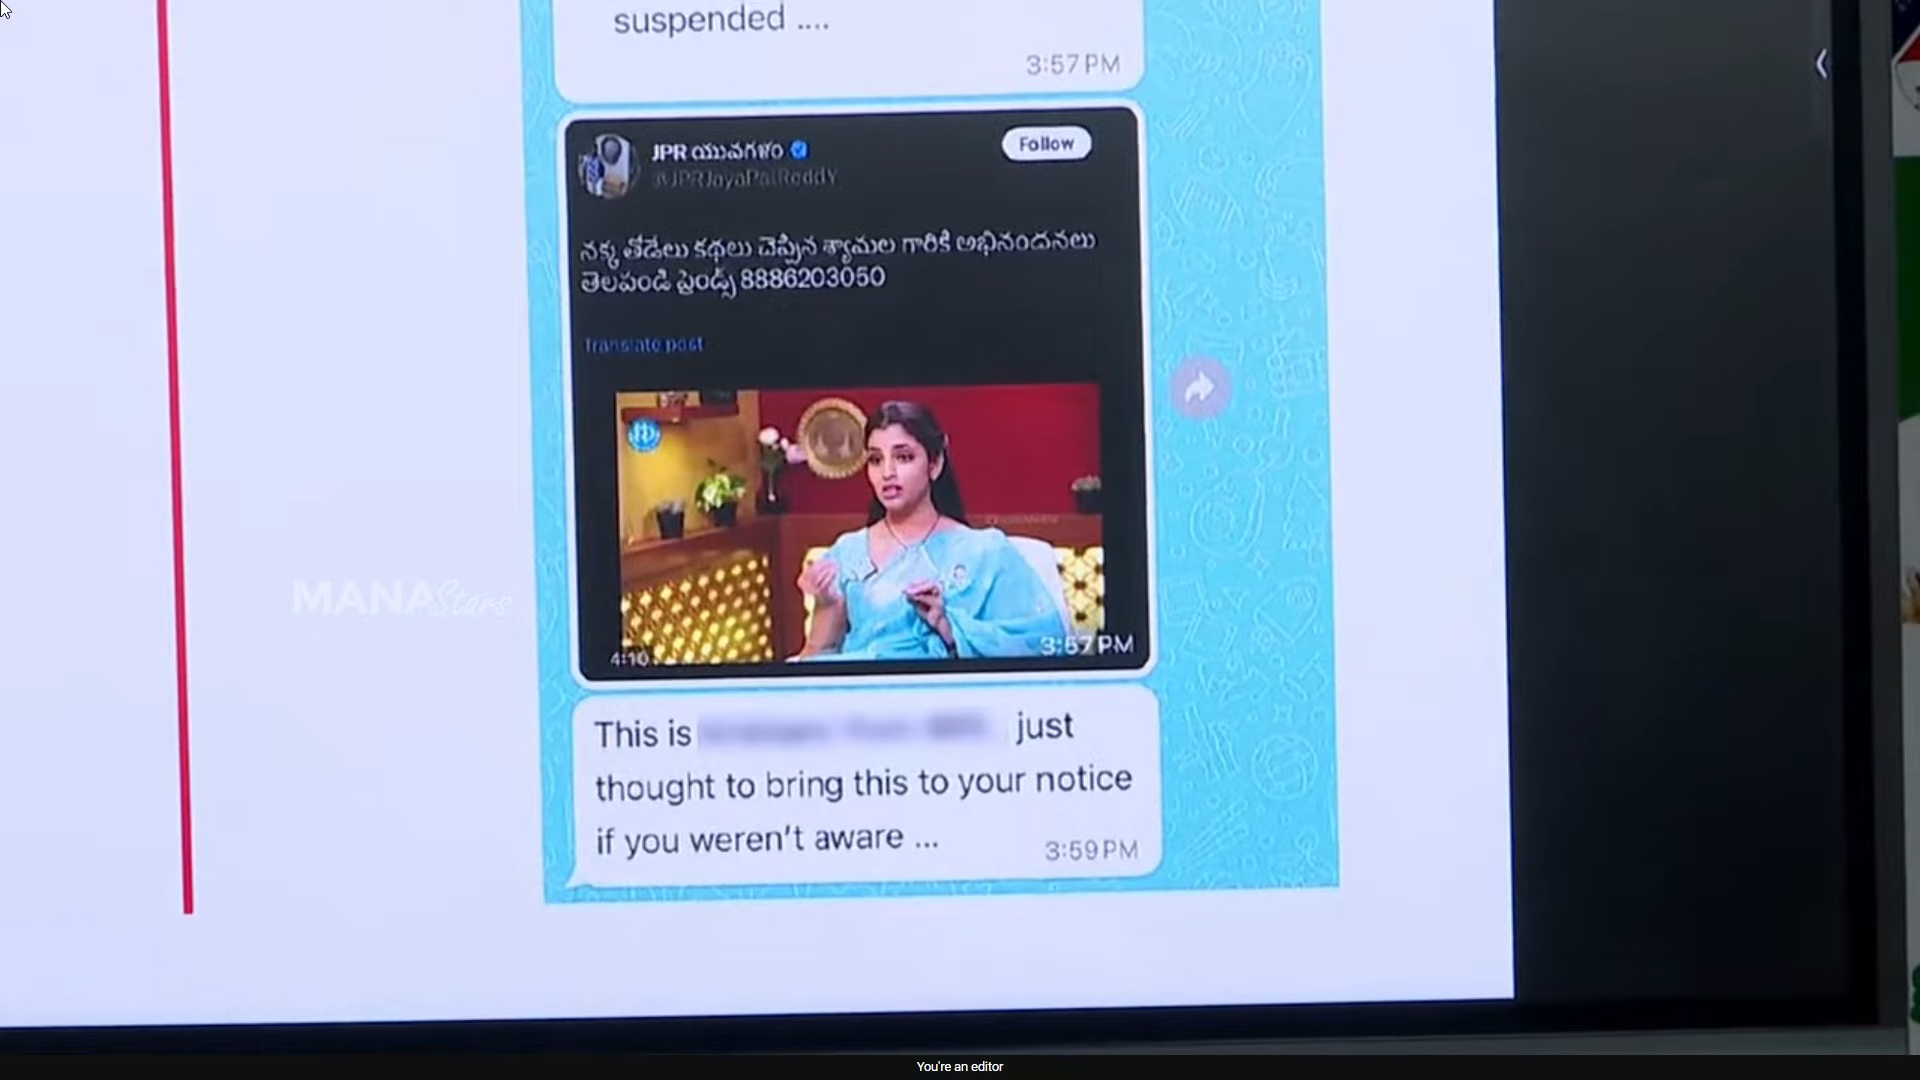 suspended ....
3:57 PM
JPR యువగళం
Follow
@JPRJayaPalReddY
నక్క తోడేలు కథలు చెప్పిన శ్యామల గారికి అభినందనలు
తెలపండి ఫ్రెండ్స్ 8886203050
Translate post
MANA Stars
4:10
3:57 PM
This is just
thought to bring this to your notice
if you weren't aware ...
3:59 PM
You're an editor